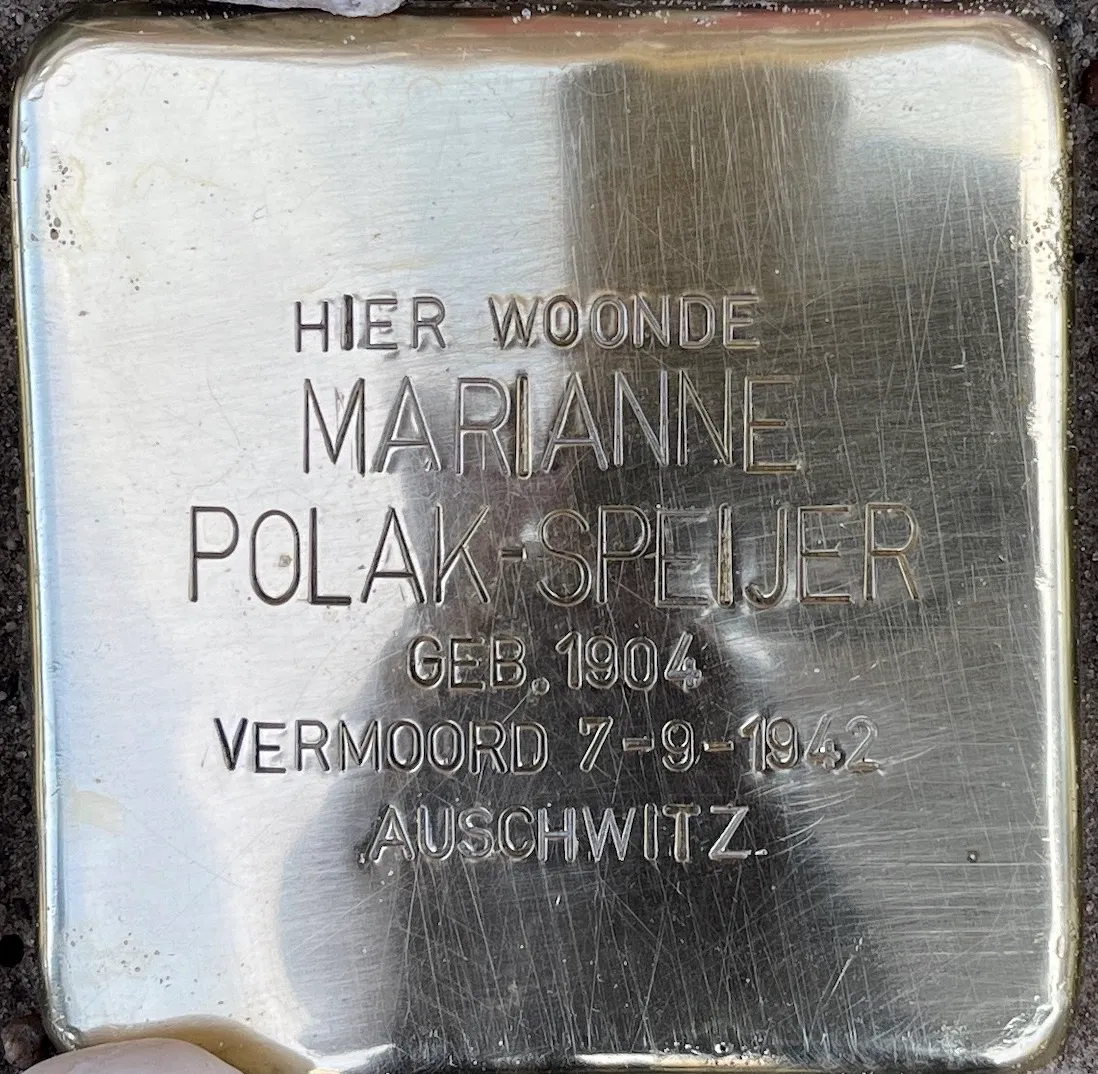 HIER WOONDE
MARIANNE
POLAK-SPEIJER
GEB. 1904
VERMOORD 7-9-1942
AUSCHWITZ.